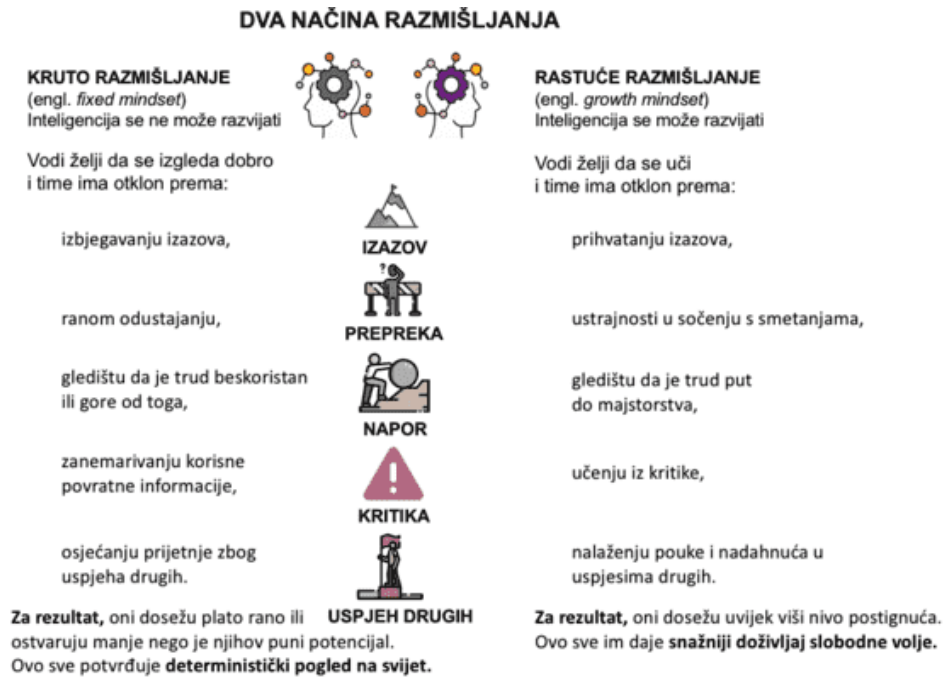 DVA NAČINA RAZMIŠLJANJA
KRUTO RAZMIŠLJANJE
(engl. fixed mindset)
Inteligencija se ne može razvijati
Vodi želji da se izgleda dobro
i time ima otklon prema:
izbjegavanju izazova,
ranom odustajanju,
gledištu da je trud beskoristan
ili gore od toga,
zanemarivanju korisne
povratne informacije,
osjećanju prijetnje zbog
uspjeha drugih.
Za rezultat, oni dosežu plato rano ili
ostvaruju manje nego je njihov puni potencijal.
Ovo sve potvrđuje deterministički pogled na svijet.
IZAZOV
?
PREPREKA
NAPOR
KRITIKA
USPJEH DRUGIH
RASTUĆE RAZMIŠLJANJE
(engl. growth mindset)
Inteligencija se može razvijati
Vodi želji da se uči
i time ima otklon prema:
prihvatanju izazova,
ustrajnosti u sočenju s smetanjama,
gledištu da je trud put
do majstorstva,
učenju iz kritike,
nalaženju pouke i nadahnuća u
uspjesima drugih.
Za rezultat, oni dosežu uvijek viši nivo postignuća.
Ovo sve im daje snažniji doživljaj slobodne volje.